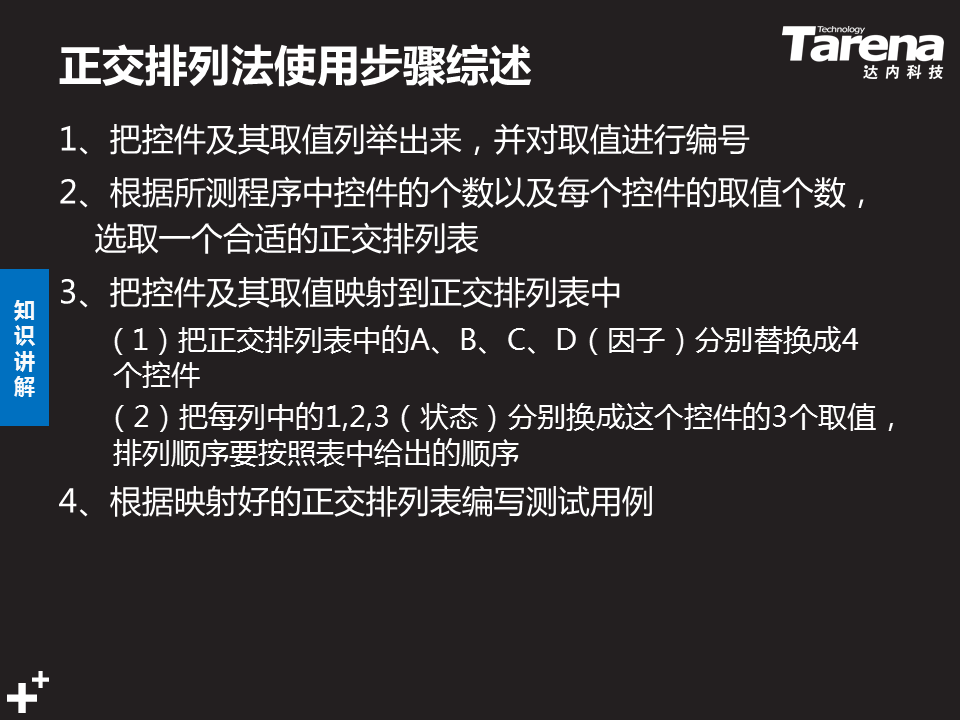 正交排列法使用步骤综述
Technology
Tarena
达内科技
1、把控件及其取值列举出来，并对取值进行编号
2、根据所测程序中控件的个数以及每个控件的取值个数，
选取一个合适的正交排列表
3、把控件及其取值映射到正交排列表中
（1）把正交排列表中的A、B、C、D（因子）分别替换成4
个控件
（2）把每列中的1,2,3（状态）分别换成这个控件的3个取值，
排列顺序要按照表中给出的顺序
4、根据映射好的正交排列表编写测试用例
知
识
讲
解